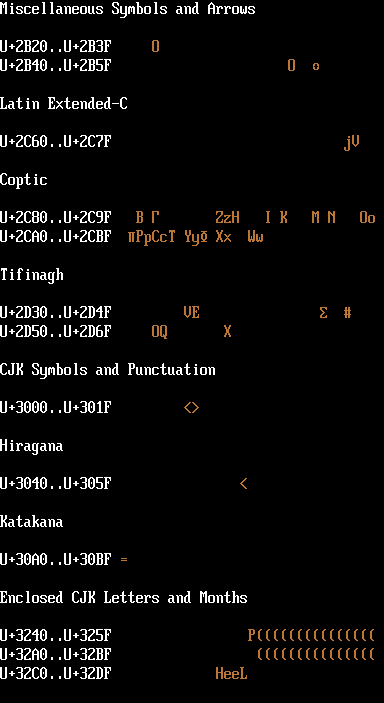 Miscellaneous Symbols and Arrows
U+2B20..U+2B3F     O
U+2B40..U+2B5F                      O  o
Latin Extended-C
U+2C60..U+2C7F                             jV
Coptic
U+2C80..U+2C9F   B Γ       ZzH   I K   M N   Oo
U+2CA0..U+2CBF  πPpCcT YyΦ Xx  Ww
Tifinagh
U+2D30..U+2D4F         VE               Σ  #
U+2D50..U+2D6F     OQ       X
CJK Symbols and Punctuation
U+3000..U+301F         <>
Hiragana
U+3040..U+305F                <
Katakana
U+30A0..U+30BF =
Enclosed CJK Letters and Months
U+3240..U+325F                 P(((((((((((((((
U+32A0..U+32BF                  (((((((((((((((
U+32C0..U+32DF             HeeL